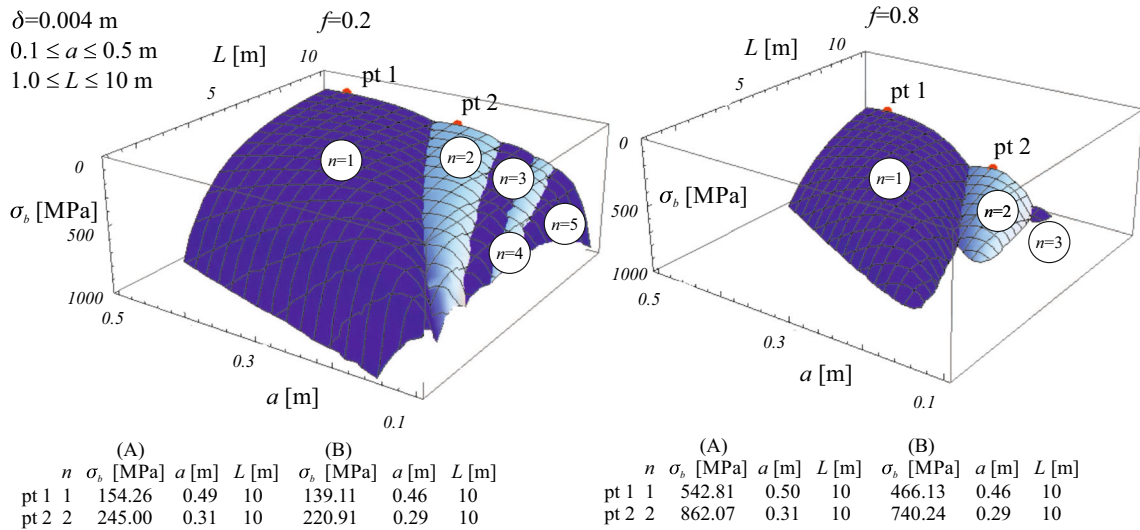 δ=0.004 m
0.1 ≤ a ≤ 0.5 m
1.0 ≤ L ≤ 10 m
f=0.2
L [m]
10
5
pt 1
pt 2
0
σb [MPa]
500
1000
0.5
0.3
0.1
a [m]
n=1
n=2
n=3
n=4
n=5
f=0.8
L [m]
10
5
pt 1
pt 2
0
σb [MPa]
500
1000
0.5
0.3
0.1
a [m]
n=1
n=2
n=3
(A) (B)
n σb [MPa] a [m] L [m] σb [MPa] a [m] L [m]
pt 1 1 154.26 0.49 10 139.11 0.46 10
pt 2 2 245.00 0.31 10 220.91 0.29 10
(A) (B)
n σb [MPa] a [m] L [m] σb [MPa] a [m] L [m]
pt 1 1 542.81 0.50 10 466.13 0.46 10
pt 2 2 862.07 0.31 10 740.24 0.29 10